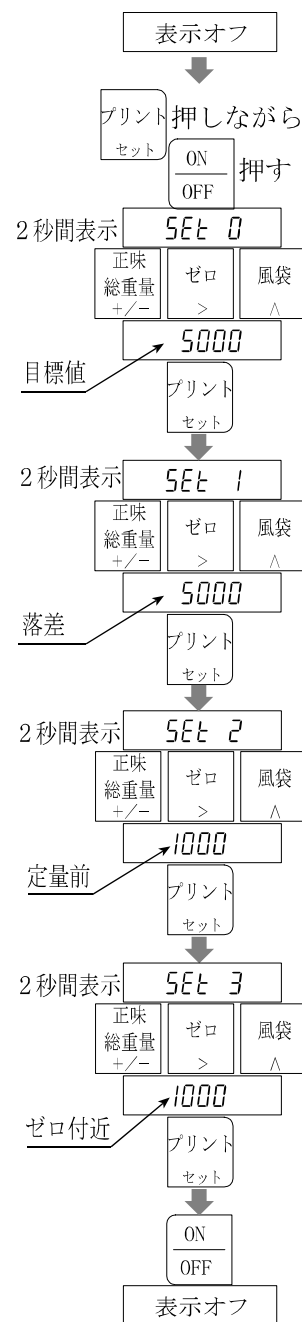 表示オフ
プリント 押しながら
セット
ON
OFF
押す
2秒間表示 SEt 0
正味
総重量
+/−
ゼロ
>
風袋
∧
5000
目標値
プリント
セット
2秒間表示 SEt 1
正味
総重量
+/−
ゼロ
>
風袋
∧
5000
落差
プリント
セット
2秒間表示 SEt 2
正味
総重量
+/−
ゼロ
>
風袋
∧
1000
定量前
プリント
セット
2秒間表示 SEt 3
正味
総重量
+/−
ゼロ
>
風袋
∧
1000
ゼロ付近
プリント
セット
ON
OFF
表示オフ